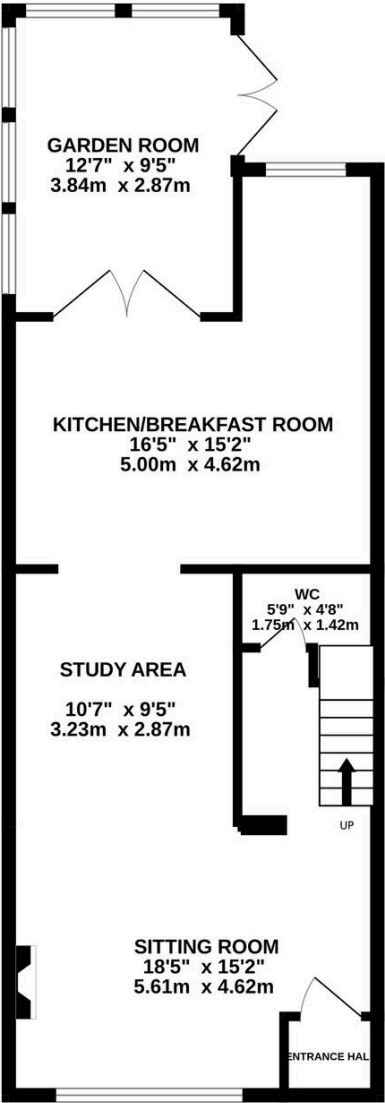 GARDEN ROOM
12'7" x 9'5"
3.84m x 2.87m
KITCHEN/BREAKFAST ROOM
16'5" x 15'2"
5.00m x 4.62m
WC
5'9" x 4'8"
1.75m x 1.42m
STUDY AREA
10'7" x 9'5"
3.23m x 2.87m
UP
SITTING ROOM
18'5" x 15'2"
5.61m x 4.62m
ENTRANCE HAL